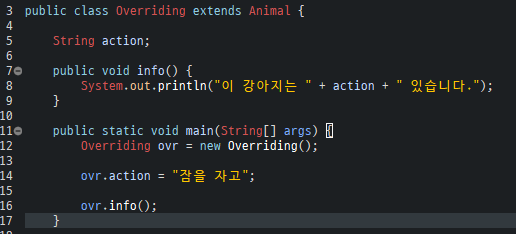 3 public class Overriding extends Animal {
4
5 String action;
6
7 public void info() {
8 System.out.println("이 강아지는 " + action + " 있습니다.");
9 }
10
11 public static void main(String[] args) {
12 Overriding ovr = new Overriding();
13
14 ovr.action = "잠을 자고";
15
16 ovr.info();
17 }